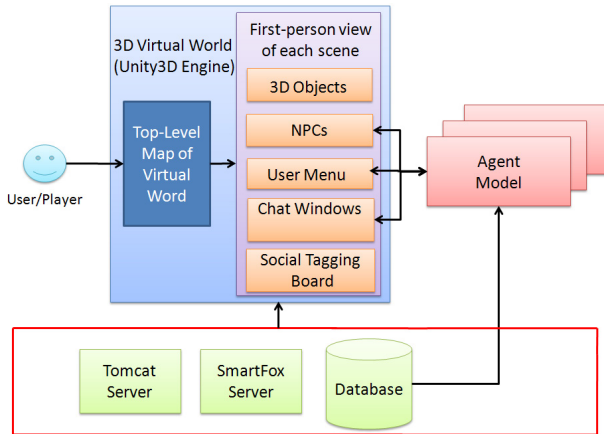 3D Virtual World
(Unity3D Engine)
First-person view
of each scene
3D Objects
Top-Level
Map of
Virtual
Word
NPCs
User Menu
Chat Windows
Social Tagging
Board
User/Player
Agent
Model
Tomcat
Server
SmartFox
Server
Database